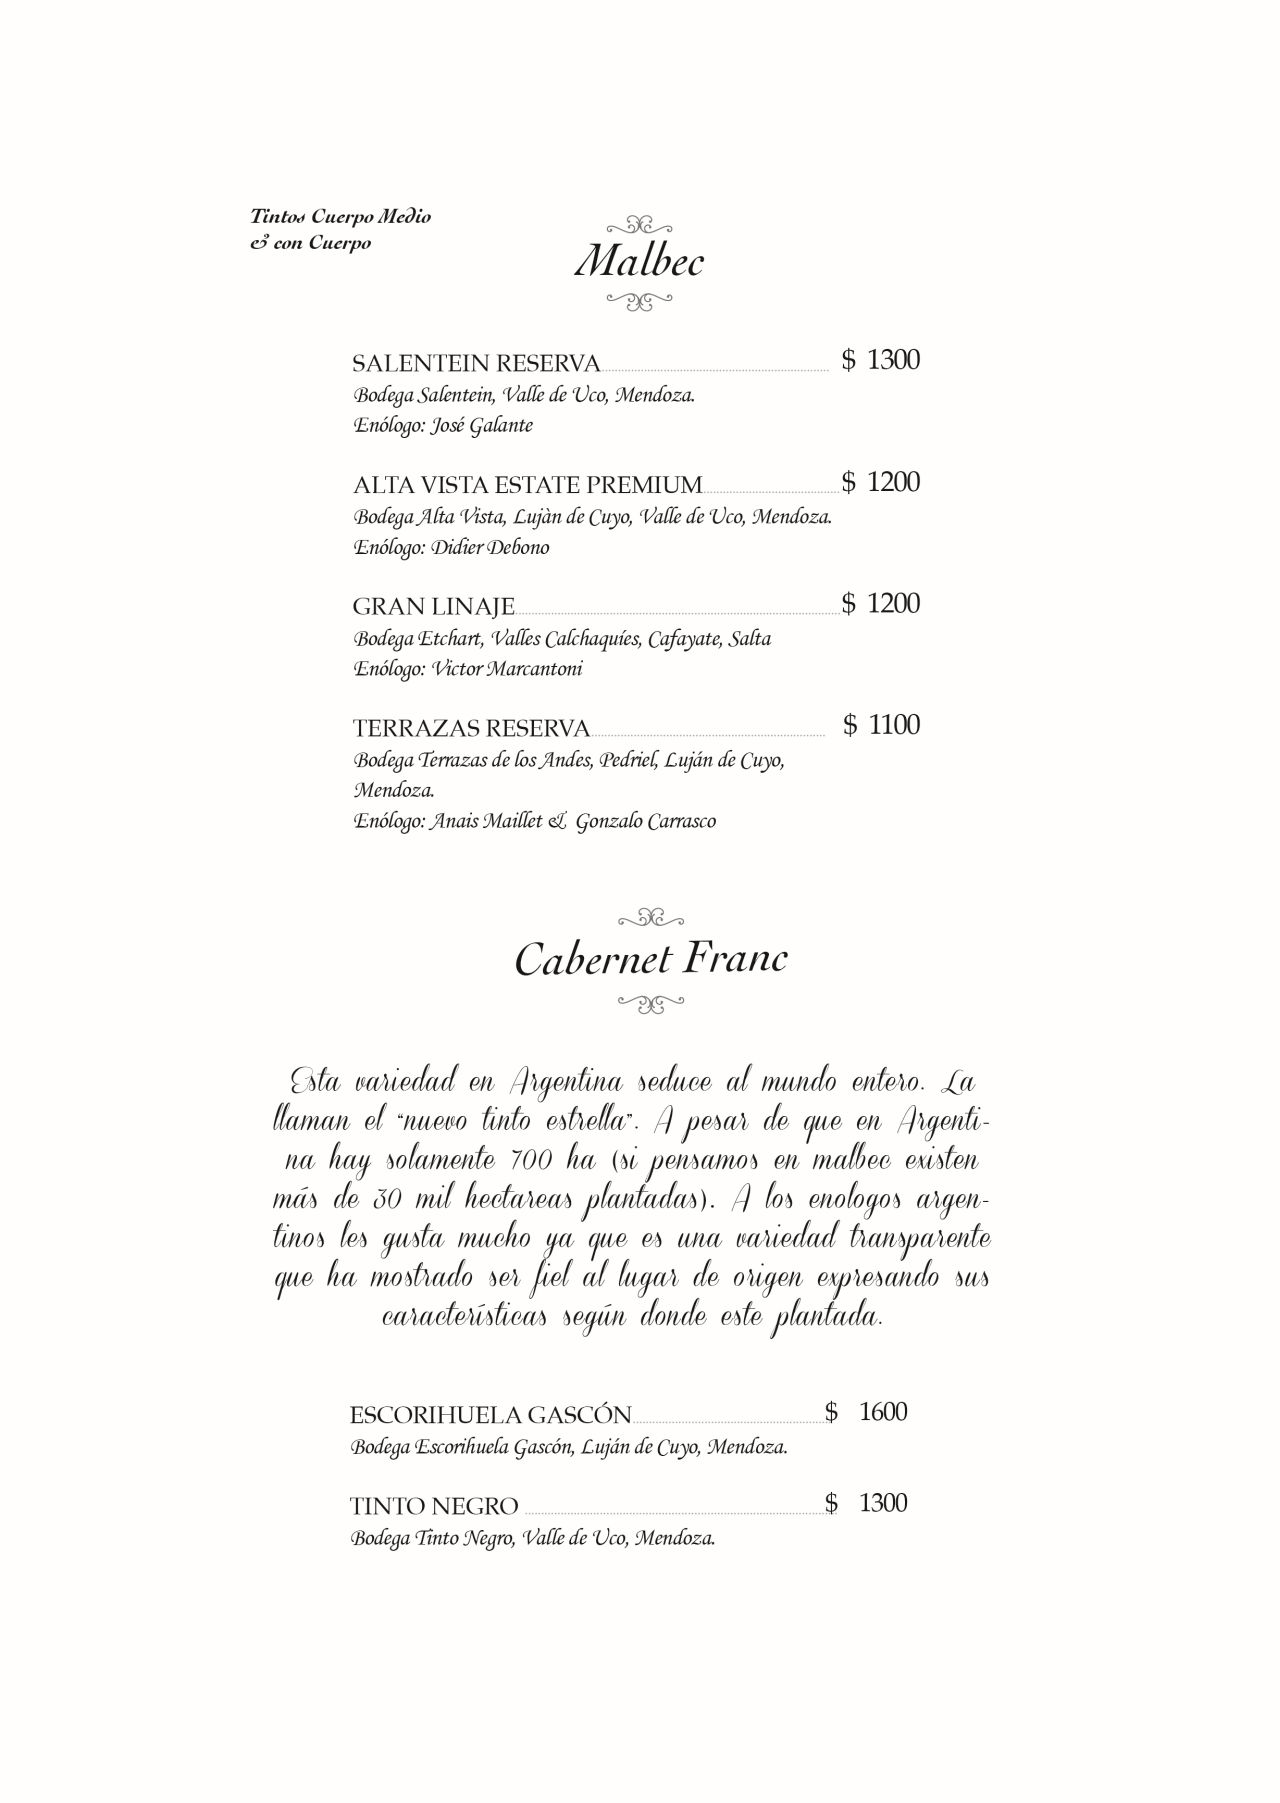 Tintos Cuerpo Medio
& con Cuerpo
Malbec
SALENTEIN RESERVA $ 1300
Bodega Salentein, Valle de Uco, Mendoza.
Enólogo: José Galante
ALTA VISTA ESTATE PREMIUM $ 1200
Bodega Alta Vista, Lujàn de Cuyo, Valle de Uco, Mendoza.
Enólogo: Didier Debono
GRAN LINAJE $ 1200
Bodega Etchart, Valles Calchaquíes, Cafayate, Salta
Enólogo: Victor Marcantoni
TERRAZAS RESERVA $ 1100
Bodega Terrazas de los Andes, Pedriel, Luján de Cuyo,
Mendoza.
Enólogo: Anais Maillet & Gonzalo Carrasco
Cabernet Franc
Esta variedad en Argentina seduce al mundo entero. La
llaman el “nuevo tinto estrella”. A pesar de que en Argenti-
na hay solamente 700 ha (si pensamos en malbec existen
más de 30 mil hectareas plantadas). A los enologos argen-
tinos les gusta mucho ya que es una variedad transparente
que ha mostrado ser fiel al lugar de origen expresando sus
características según donde este plantada.
ESCORIHUELA GASCÓN $ 1600
Bodega Escorihuela Gascón, Luján de Cuyo, Mendoza.
TINTO NEGRO $ 1300
Bodega Tinto Negro, Valle de Uco, Mendoza.